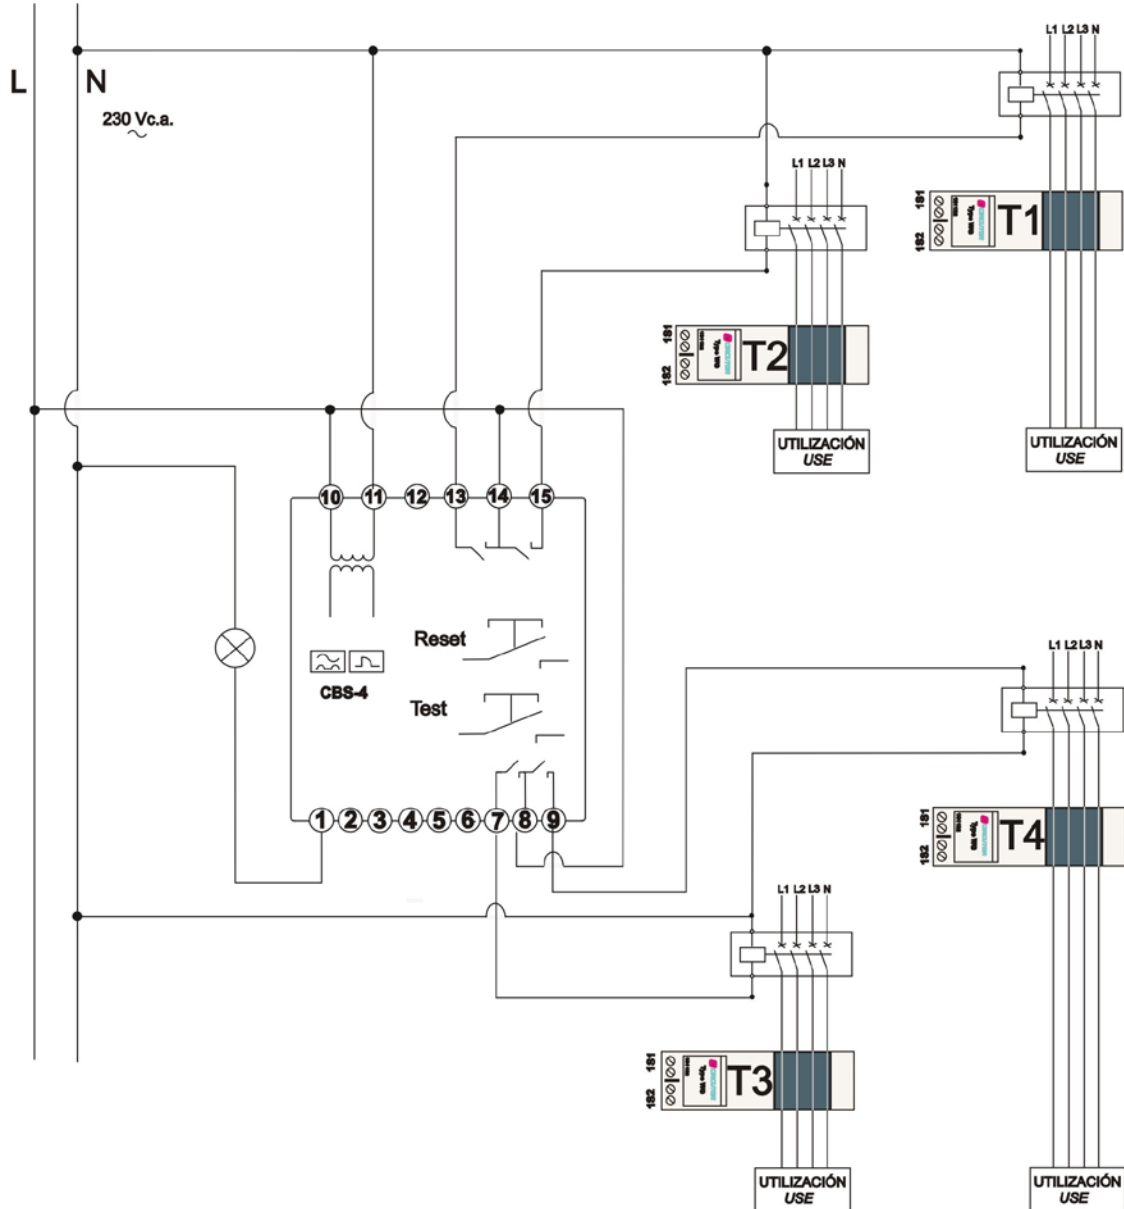 L1 L2 L3 N
L N
230 Vc.a.
L1 L2 L3 N
1S1
1S2
T1
1S1
1S2
T2
UTILIZACIÓN
USE
UTILIZACIÓN
USE
10 11 12 13 14 15
Reset
CBS-4
Test
L1 L2 L3 N
1 2 3 4 5 6 7 8 9
1S1
1S2
T4
L1 L2 L3 N
1S1
1S2
T3
UTILIZACIÓN
USE
UTILIZACIÓN
USE